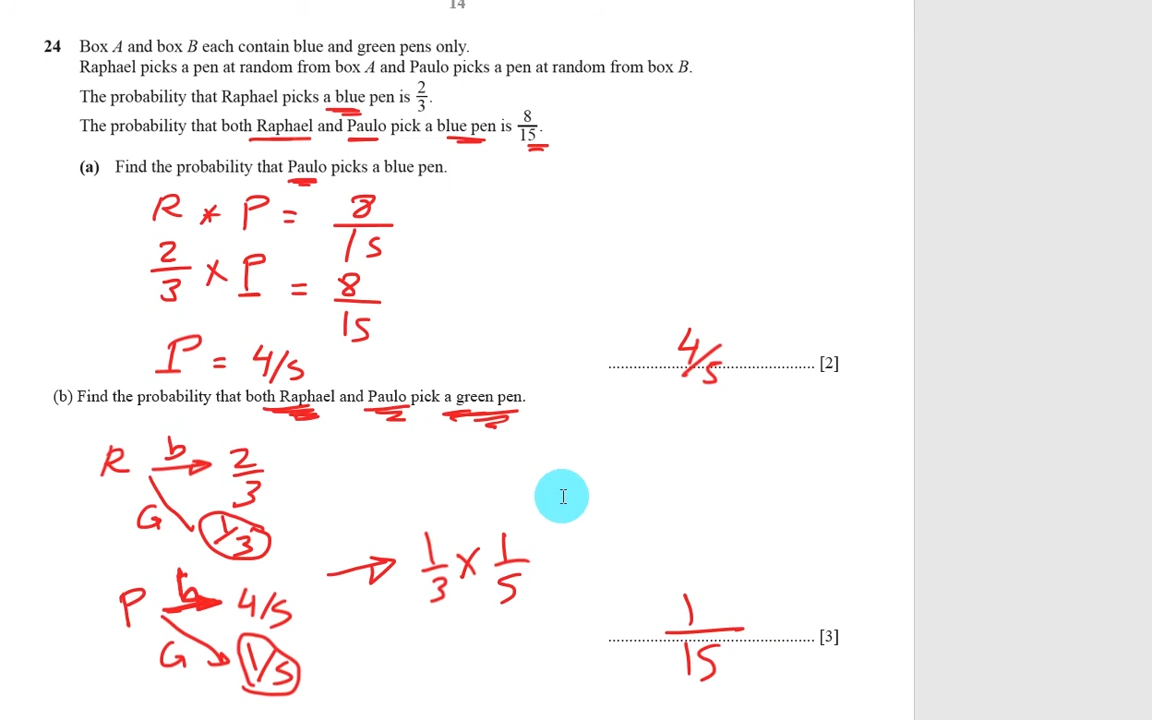 14
24 Box A and box B each contain blue and green pens only.
Raphael picks a pen at random from box A and Paulo picks a pen at random from box B.
The probability that Raphael picks a blue pen is 2/3.
The probability that both Raphael and Paulo pick a blue pen is 8/15.
(a) Find the probability that Paulo picks a blue pen.
R * P = 8/15
2/3 × P = 8/15
P = 4/5
4/5 [2]
(b) Find the probability that both Raphael and Paulo pick a green pen.
R b 2/3
G 1/3
P b 4/5
G 1/5
1/3 × 1/5
1/15 [3]